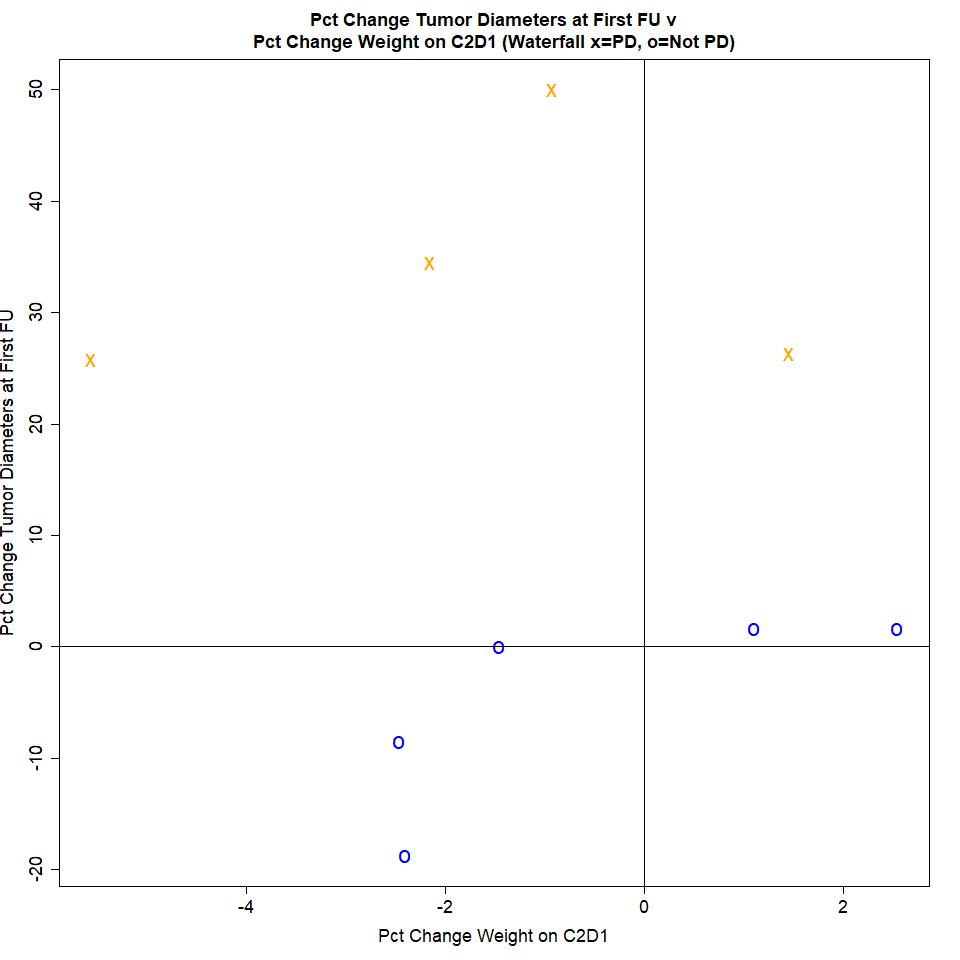 Pct Change Tumor Diameters at First FU v
Pct Change Weight on C2D1 (Waterfall x=PD, o=Not PD)
Pct Change Tumor Diameters at First FU
50
40
30
20
10
0
-10
-20
X
X
X
X
O
O
O
O
O
-4
-2
0
2
Pct Change Weight on C2D1